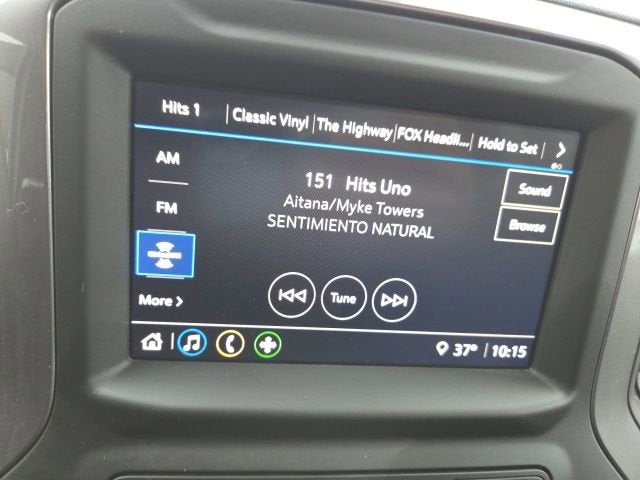 Hits 1 Classic Vinyl The Highway FOX Headli... Hold to Set
AM
FM
More >
151 Hits Uno
Aitana/Myke Towers
SENTIMIENTO NATURAL
Tune
Sound
Browse
37° 10:15